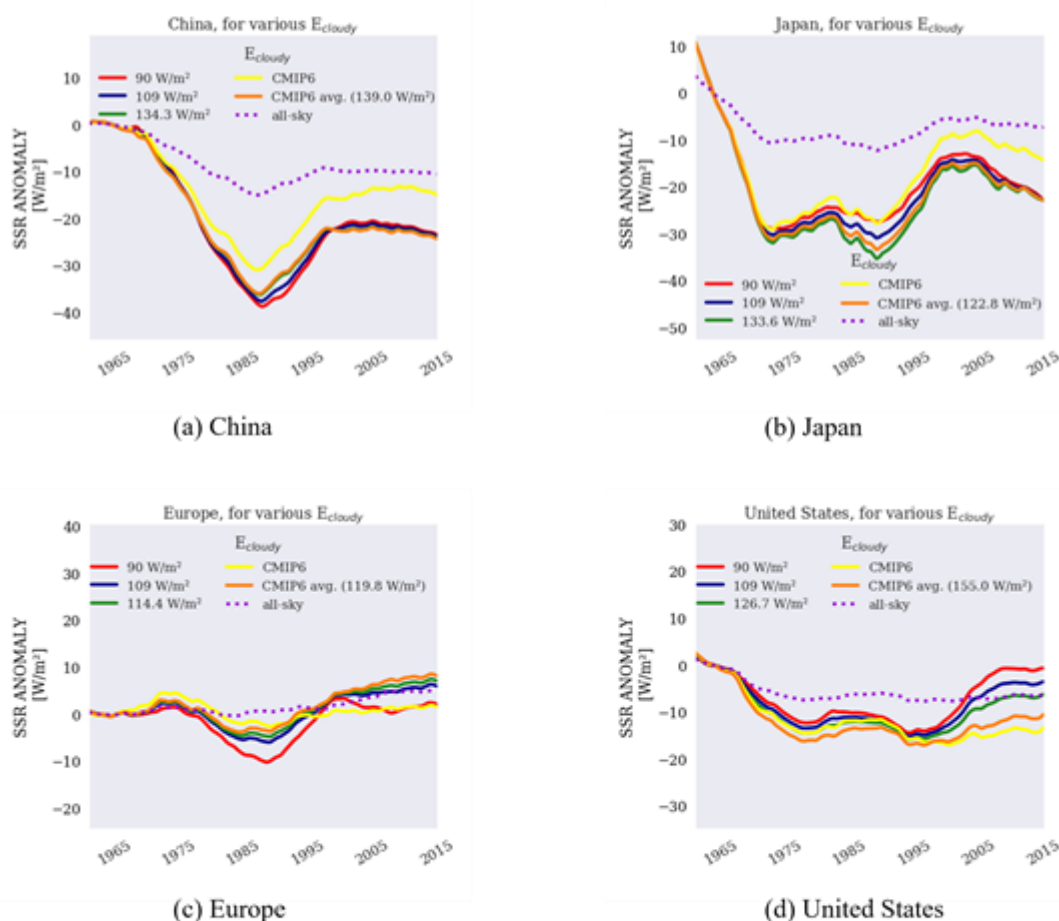 China, for various E_cloudy
E_cloudy
90 W/m²
109 W/m²
134.3 W/m²
CMIP6
CMIP6 avg. (139.0 W/m²)
all-sky
SSR ANOMALY
[W/m²]
10
0
−10
−20
−30
−40
1965 1975 1985 1995 2005 2015
(a) China
Japan, for various E_cloudy
SSR ANOMALY
[W/m²]
10
0
−10
−20
−30
−40
−50
E_cloudy
90 W/m²
109 W/m²
133.6 W/m²
CMIP6
CMIP6 avg. (122.8 W/m²)
all-sky
1965 1975 1985 1995 2005 2015
(b) Japan
Europe, for various E_cloudy
E_cloudy
90 W/m²
109 W/m²
114.4 W/m²
CMIP6
CMIP6 avg. (119.8 W/m²)
all-sky
SSR ANOMALY
[W/m²]
40
30
20
10
0
−10
−20
1965 1975 1985 1995 2005 2015
(c) Europe
United States, for various E_cloudy
E_cloudy
90 W/m²
109 W/m²
126.7 W/m²
CMIP6
CMIP6 avg. (155.0 W/m²)
all-sky
SSR ANOMALY
[W/m²]
30
20
10
0
−10
−20
−30
1965 1975 1985 1995 2005 2015
(d) United States